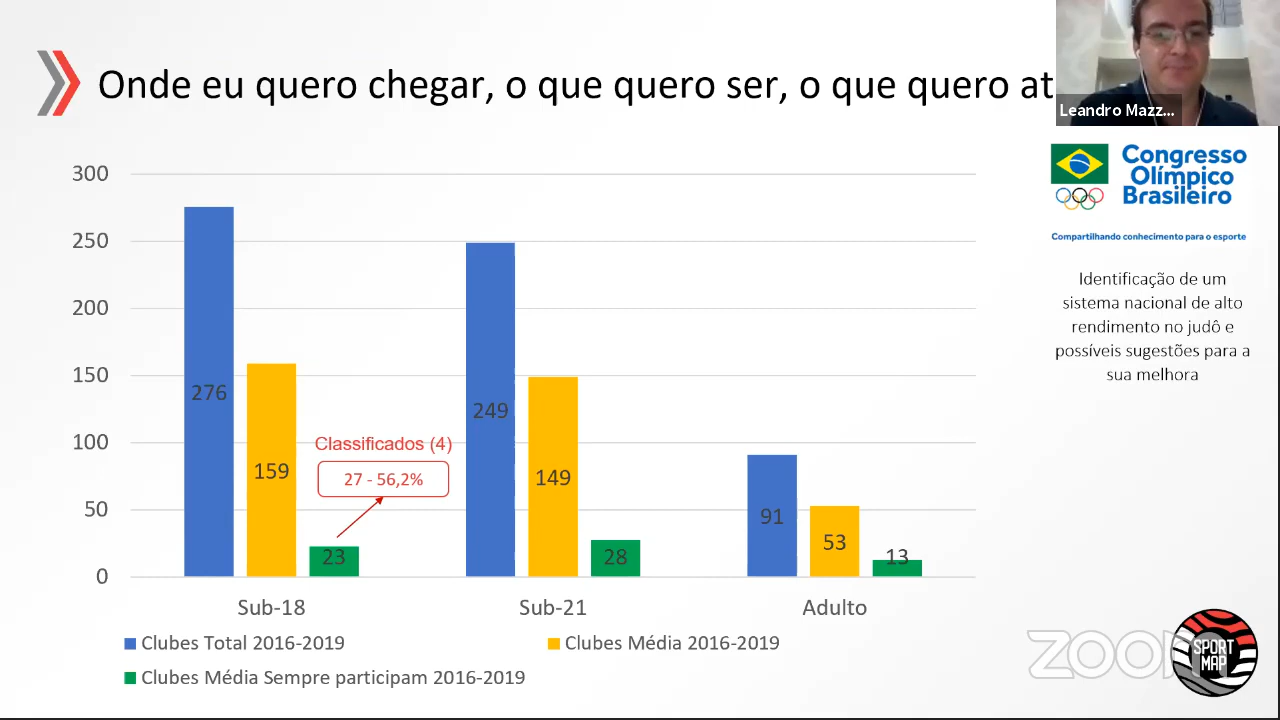 Onde eu quero chegar, o que quero ser, o que quero at
Leandro Mazz...
Congresso
Olímpico
Brasileiro
Compartilhando conhecimento para o esporte
Identificação de um
sistema nacional de alto
rendimento no judô e
possíveis sugestões para a
sua melhora
300
250
200
150
100
50
0
276
159
23
Classificados (4)
27 - 56,2%
249
149
28
91
53
13
Sub-18
Sub-21
Adulto
Clubes Total 2016-2019
Clubes Média 2016-2019
Clubes Média Sempre participam 2016-2019
zoom
SPORT
MAP